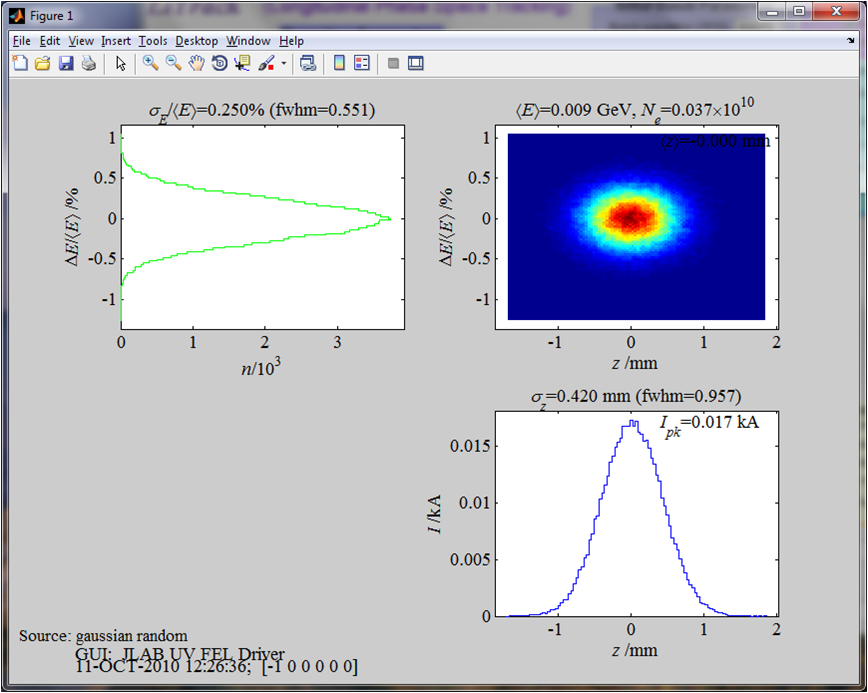 Figure 1
File Edit View Insert Tools Desktop Window Help
σE/⟨E⟩=0.250% (fwhm=0.551)
1
0.5
0
-0.5
-1
ΔE/⟨E⟩ /%
0 1 2 3
n/10^3
⟨E⟩=0.009 GeV, Ne=0.037×10^10
⟨z⟩=-0.000 mm
1
0.5
0
-0.5
-1
ΔE/⟨E⟩ /%
-1 0 1 2
z /mm
σz=0.420 mm (fwhm=0.957)
Ipk=0.017 kA
0.015
0.01
0.005
0
I /kA
-1 0 1 2
z /mm
Source: gaussian random
GUI: JLAB UV FEL Driver
11-OCT-2010 12:26:36; [-1 0 0 0 0 0]